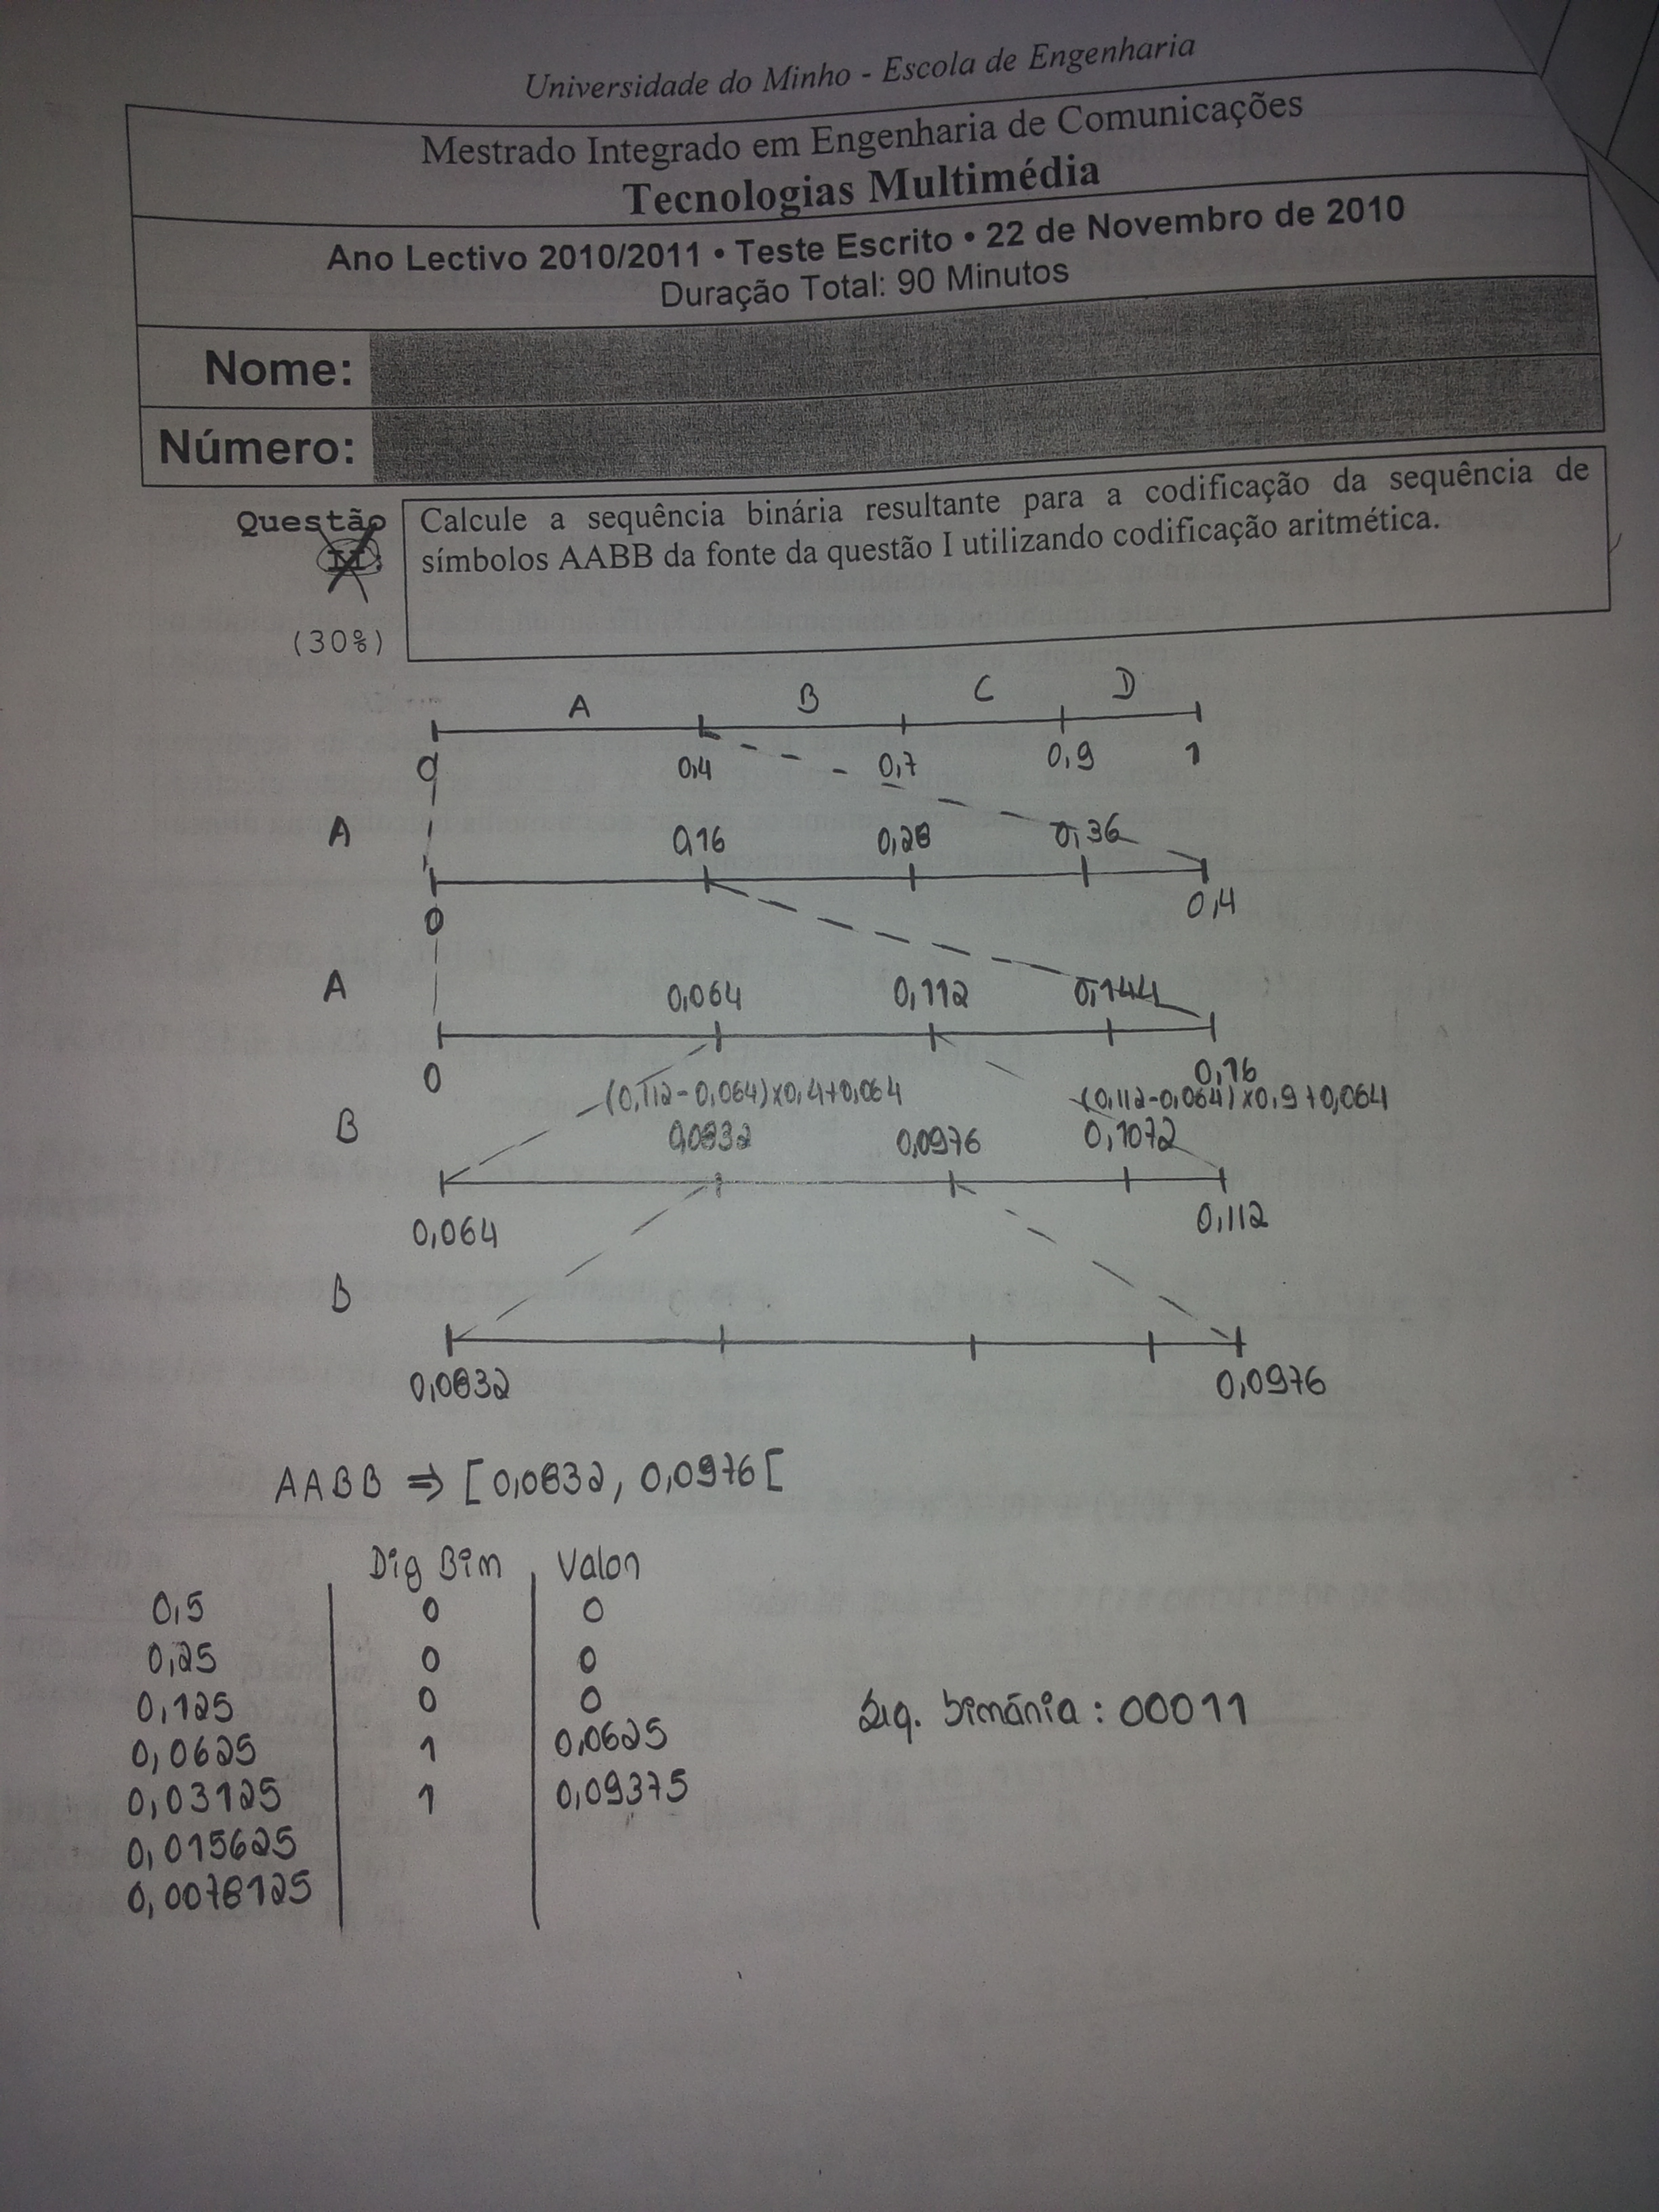 Universidade do Minho - Escola de Engenharia
Mestrado Integrado em Engenharia de Comunicações
Tecnologias Multimédia
Ano Lectivo 2010/2011 • Teste Escrito • 22 de Novembro de 2010
Duração Total: 90 Minutos
Nome:
Número:
Questão
(30%)
Calcule a sequência binária resultante para a codificação da sequência de
símbolos AABB da fonte da questão I utilizando codificação aritmética.
A B C D
0 0,4 0,7 0,9 1
A 0,16 0,28 0,36
0 0,4
A 0,064 0,112 0,144
0 0,16
(0,112-0,064)x0,4+0,064 (0,112-0,064)x0,9+0,064
B 0,0832 0,0976 0,1072
0,064 0,112
B
0,0832 0,0976
AABB ⇒ [0,0832, 0,0976[
Dig Bin Valor
0,5 0 0
0,25 0 0
0,125 0 0
0,0625 1 0,0625
0,03125 1 0,09375
0,015625
0,0078125
Seq. binária : 00011